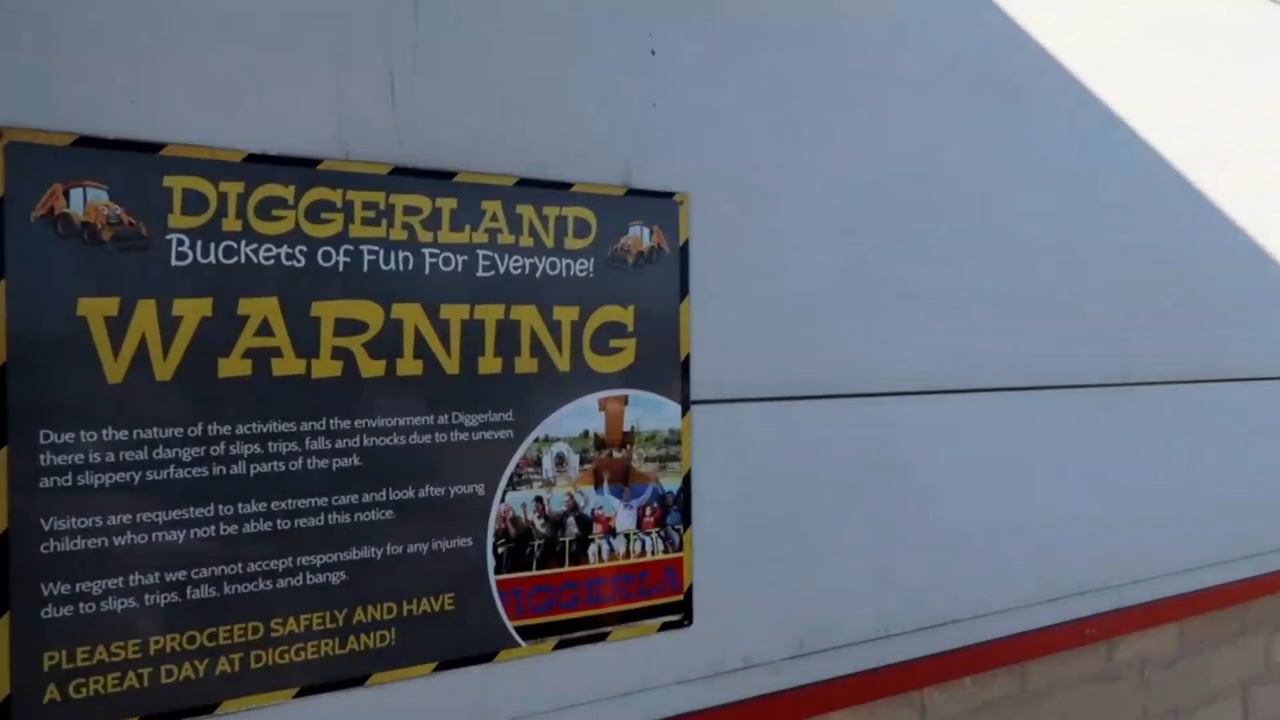 DIGGERLAND
Buckets of Fun For Everyone!
WARNING
Due to the nature of the activities and the environment at Diggerland,
there is a real danger of slips, trips, falls and knocks due to the uneven
and slippery surfaces in all parts of the park.
Visitors are requested to take extreme care and look after young
children who may not be able to read this notice.
We regret that we cannot accept responsibility for any injuries
due to slips, trips, falls, knocks and bangs.
DIGGERLA
PLEASE PROCEED SAFELY AND HAVE
A GREAT DAY AT DIGGERLAND!